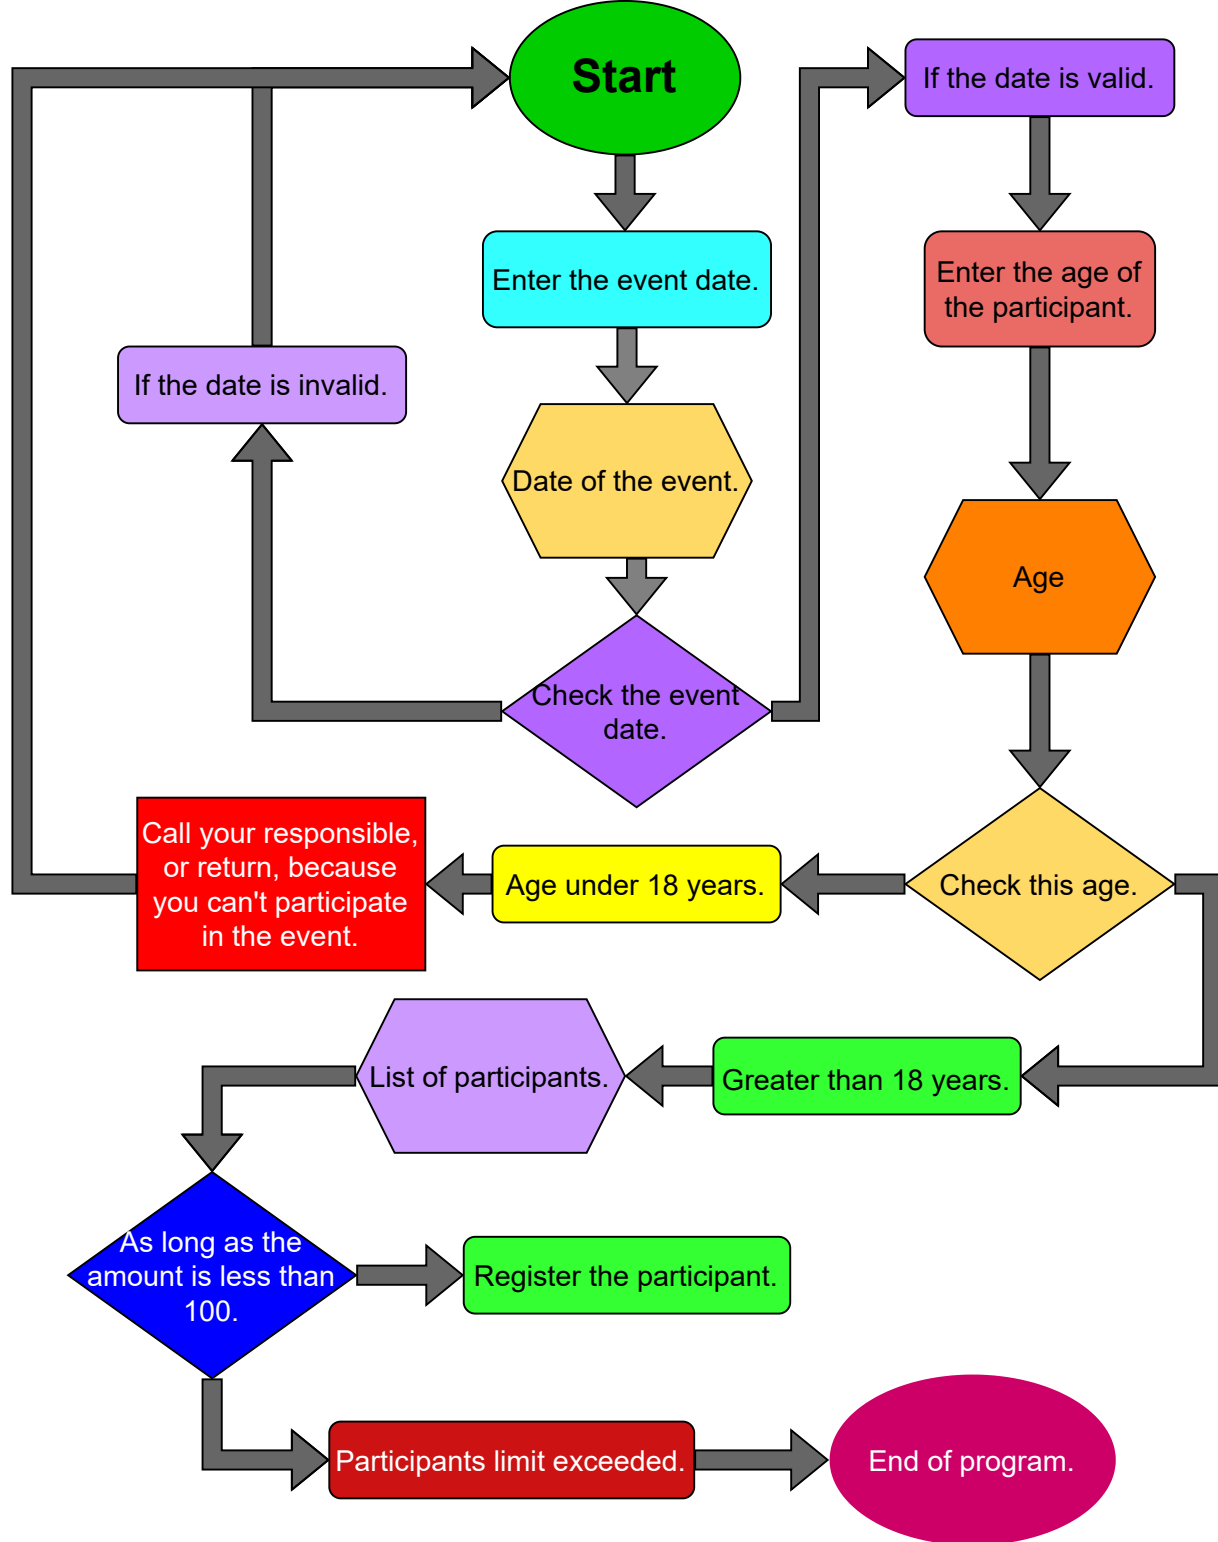 Start
If the date is valid.
Enter the event date.
Enter the age of
the participant.
If the date is invalid.
Date of the event.
Age
Check the event
date.
Call your responsible,
or return, because
you can't participate
in the event.
Age under 18 years.
Check this age.
List of participants.
Greater than 18 years.
As long as the
amount is less than
100.
Register the participant.
Participants limit exceeded.
End of program.